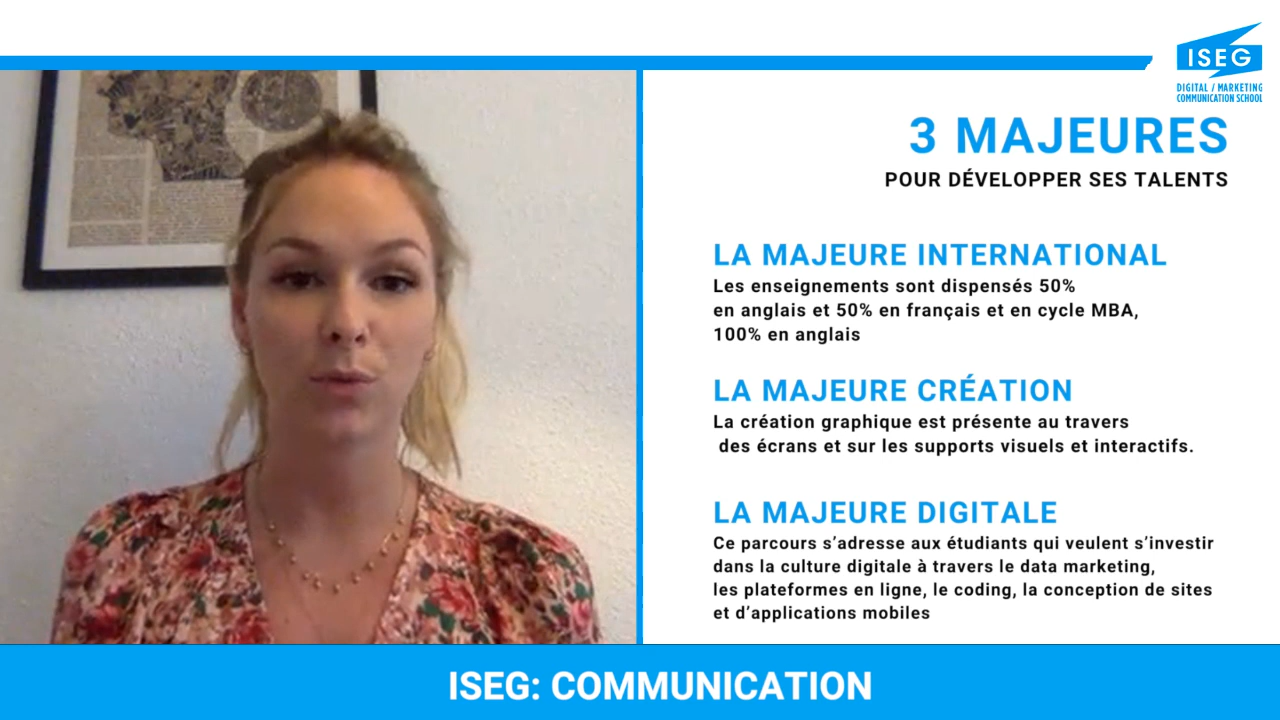 ISEG
DIGITAL / MARKETING
COMMUNICATION SCHOOL
3 MAJEURES
POUR DÉVELOPPER SES TALENTS
LA MAJEURE INTERNATIONAL
Les enseignements sont dispensés 50%
en anglais et 50% en français et en cycle MBA,
100% en anglais
LA MAJEURE CRÉATION
La création graphique est présente au travers
des écrans et sur les supports visuels et interactifs.
LA MAJEURE DIGITALE
Ce parcours s’adresse aux étudiants qui veulent s’investir
dans la culture digitale à travers le data marketing,
les plateformes en ligne, le coding, la conception de sites
et d’applications mobiles
ISEG: COMMUNICATION